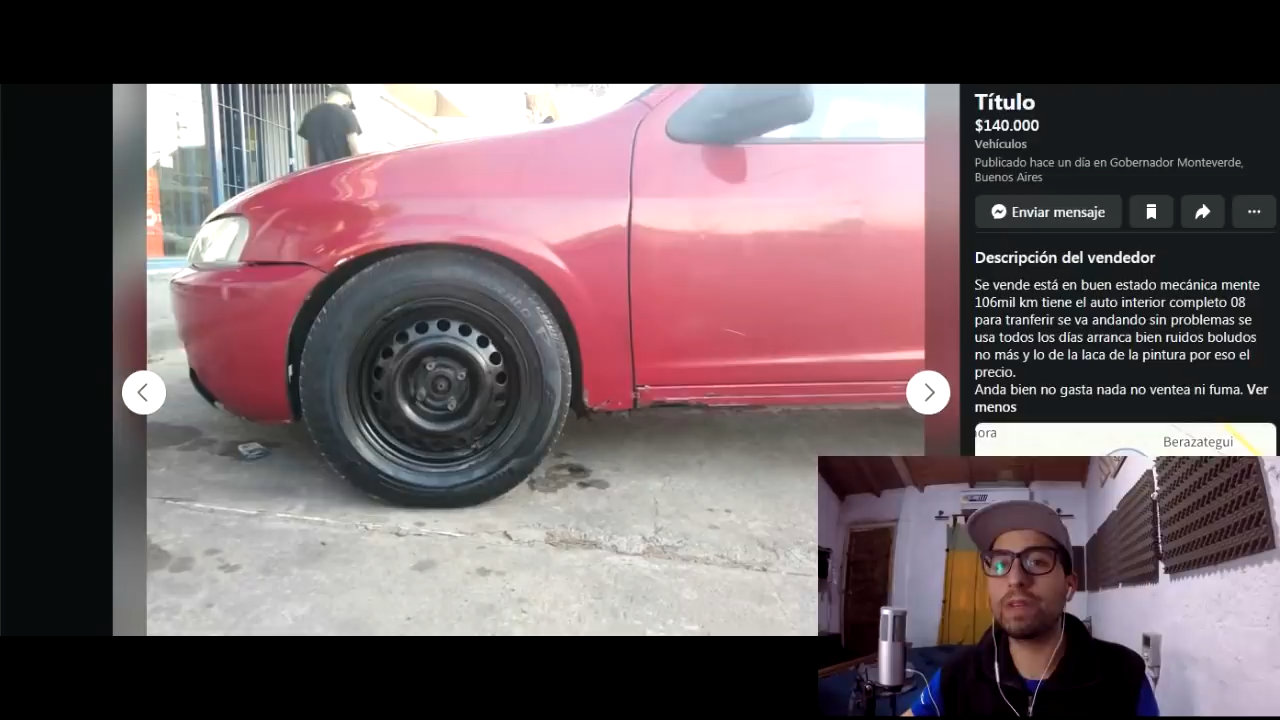 Título
$140.000
Vehículos
Publicado hace un día en Gobernador Monteverde,
Buenos Aires
Enviar mensaje
Descripción del vendedor
Se vende está en buen estado mecánica mente
106mil km tiene el auto interior completo 08
para tranferir se va andando sin problemas se
usa todos los días arranca bien ruidos boludos
no más y lo de la laca de la pintura por eso el
precio.
Anda bien no gasta nada no ventea ni fuma. Ver
menos
ora
Berazategui